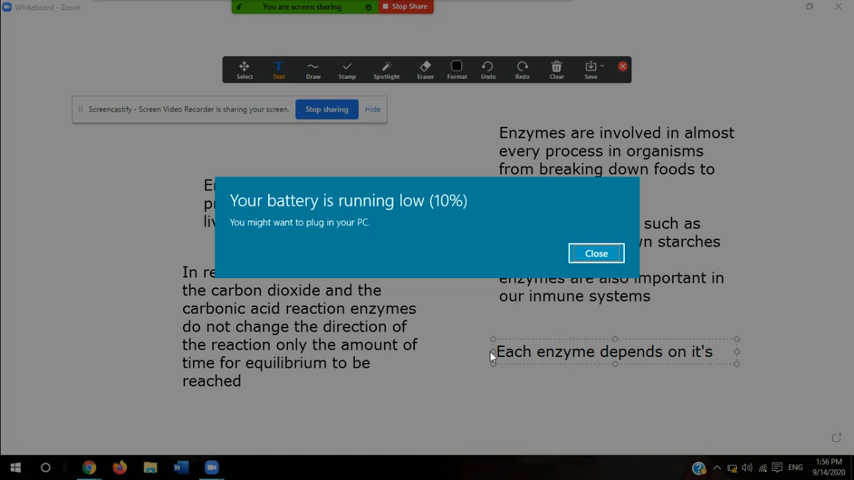 Whiteboard - Zoom
You are screen sharing
Stop Share
Select
Text
Draw
Stamp
Spotlight
Eraser
Format
Undo
Redo
Clear
Save
Screencastify - Screen Video Recorder is sharing your screen.
Stop sharing
Hide
Enzymes are involved in almost
every process in organisms
from breaking down foods to
Your battery is running low (10%)
You might want to plug in your PC.
Close
such as
starches
enzymes are also important in
our inmune systems
the carbon dioxide and the
carbonic acid reaction enzymes
do not change the direction of
the reaction only the amount of
time for equilibrium to be
reached
Each enzyme depends on it's
ENG
1:56 PM
9/14/2020